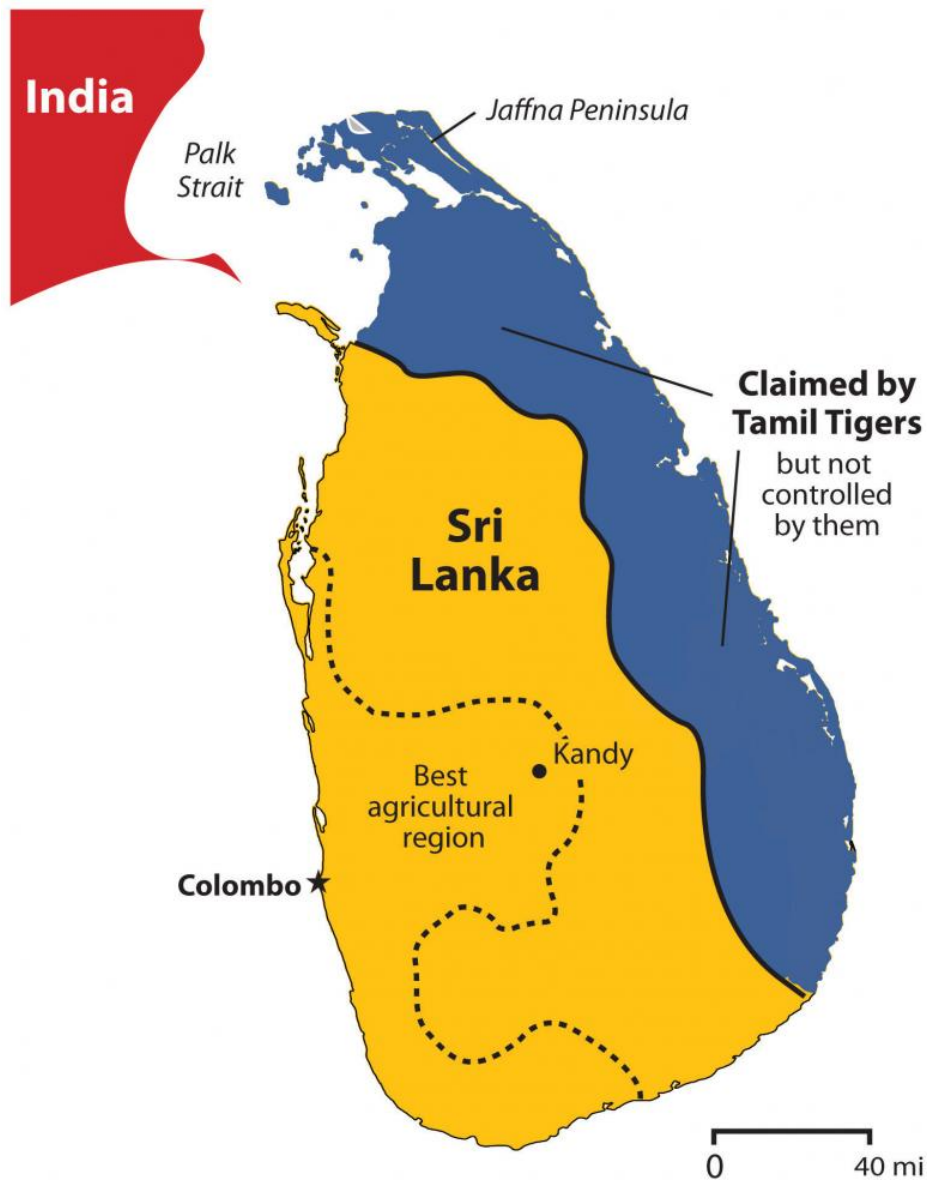 India
Palk
Strait
Jaffna Peninsula
Claimed by
Tamil Tigers
but not
controlled
by them
Sri
Lanka
Kandy
Best
agricultural
region
Colombo
0
40 mi